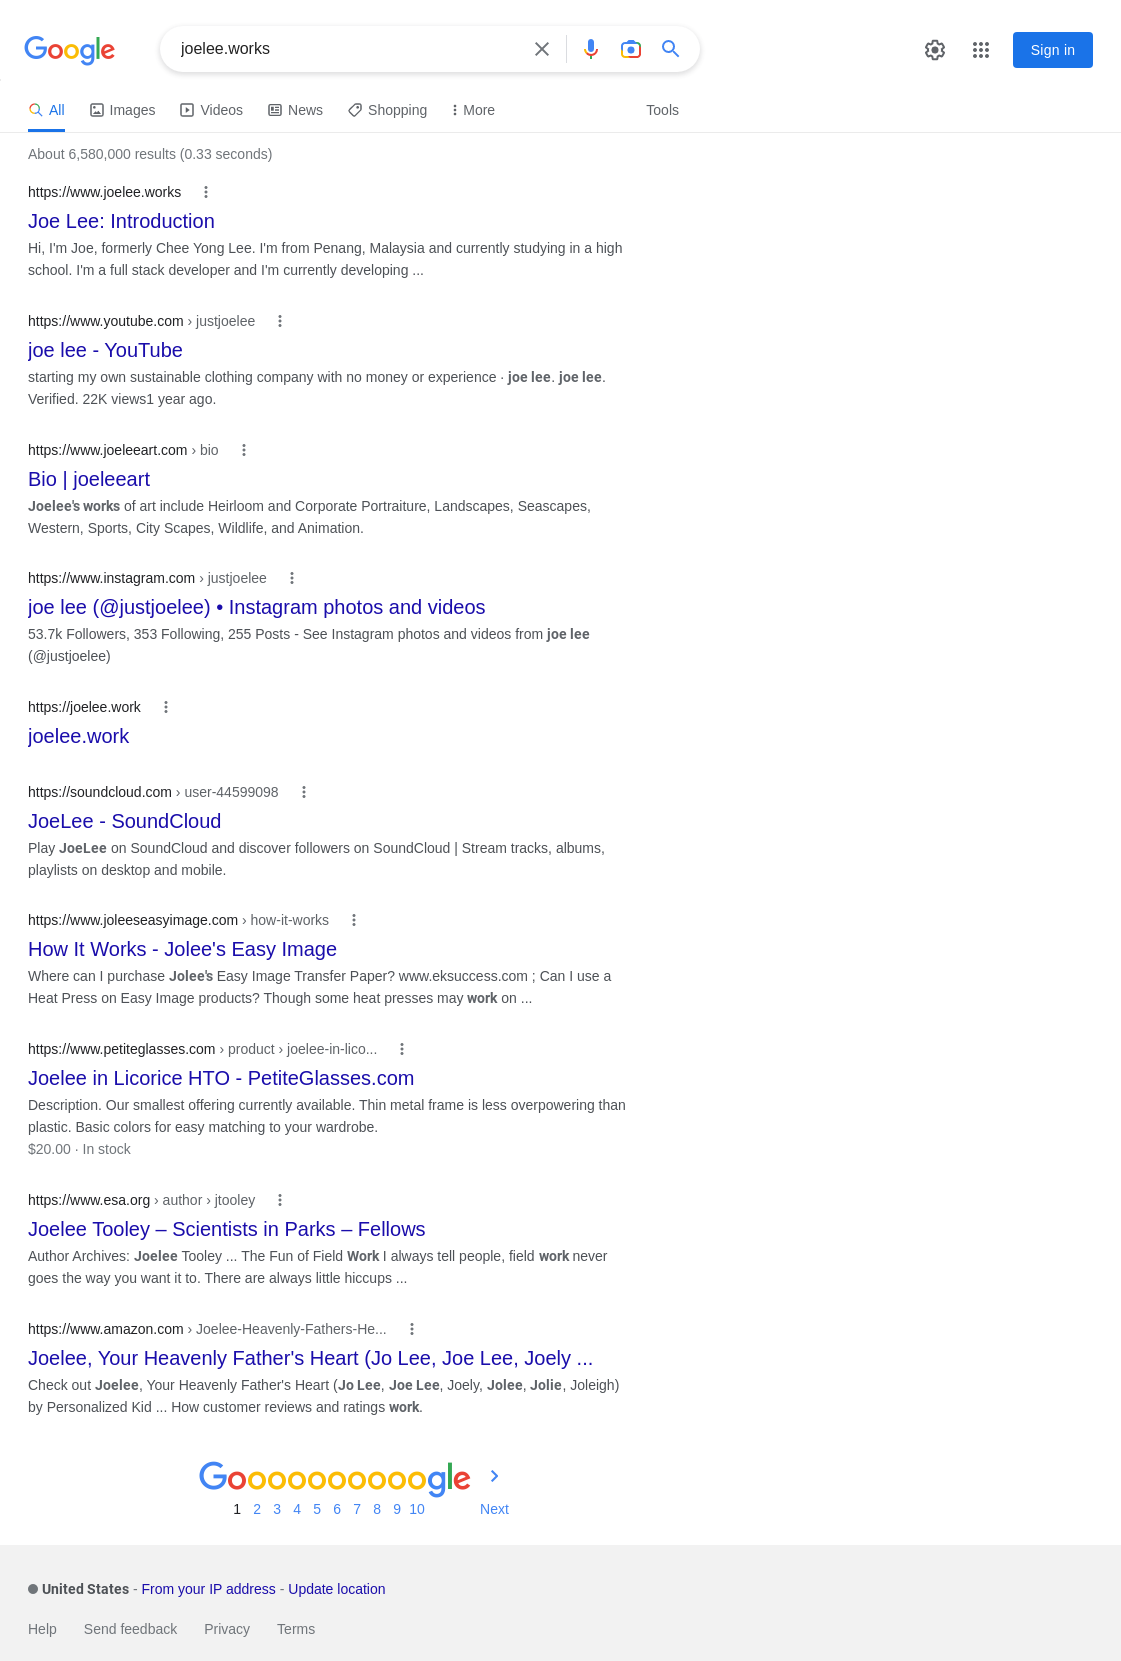 Google
joelee.works
Sign in
All Images Videos News Shopping More Tools
About 6,580,000 results (0.33 seconds)
https://www.joelee.works
Joe Lee: Introduction
Hi, I'm Joe, formerly Chee Yong Lee. I'm from Penang, Malaysia and currently studying in a high
school. I'm a full stack developer and I'm currently developing ...
https://www.youtube.com › justjoelee
joe lee - YouTube
starting my own sustainable clothing company with no money or experience · joe lee. joe lee.
Verified. 22K views1 year ago.
https://www.joeleeart.com › bio
Bio | joeleeart
Joelee's works of art include Heirloom and Corporate Portraiture, Landscapes, Seascapes,
Western, Sports, City Scapes, Wildlife, and Animation.
https://www.instagram.com › justjoelee
joe lee (@justjoelee) • Instagram photos and videos
53.7k Followers, 353 Following, 255 Posts - See Instagram photos and videos from joe lee
(@justjoelee)
https://joelee.work
joelee.work
https://soundcloud.com › user-44599098
JoeLee - SoundCloud
Play JoeLee on SoundCloud and discover followers on SoundCloud | Stream tracks, albums,
playlists on desktop and mobile.
https://www.joleeseasyimage.com › how-it-works
How It Works - Jolee's Easy Image
Where can I purchase Jolee's Easy Image Transfer Paper? www.eksuccess.com ; Can I use a
Heat Press on Easy Image products? Though some heat presses may work on ...
https://www.petiteglasses.com › product › joelee-in-lico...
Joelee in Licorice HTO - PetiteGlasses.com
Description. Our smallest offering currently available. Thin metal frame is less overpowering than
plastic. Basic colors for easy matching to your wardrobe.
$20.00 · In stock
https://www.esa.org › author › jtooley
Joelee Tooley – Scientists in Parks – Fellows
Author Archives: Joelee Tooley ... The Fun of Field Work I always tell people, field work never
goes the way you want it to. There are always little hiccups ...
https://www.amazon.com › Joelee-Heavenly-Fathers-He...
Joelee, Your Heavenly Father's Heart (Jo Lee, Joe Lee, Joely ...
Check out Joelee, Your Heavenly Father's Heart (Jo Lee, Joe Lee, Joely, Jolee, Jolie, Joleigh)
by Personalized Kid ... How customer reviews and ratings work.
Goooooooooogle
1 2 3 4 5 6 7 8 9 10 Next
United States - From your IP address - Update location
Help Send feedback Privacy Terms